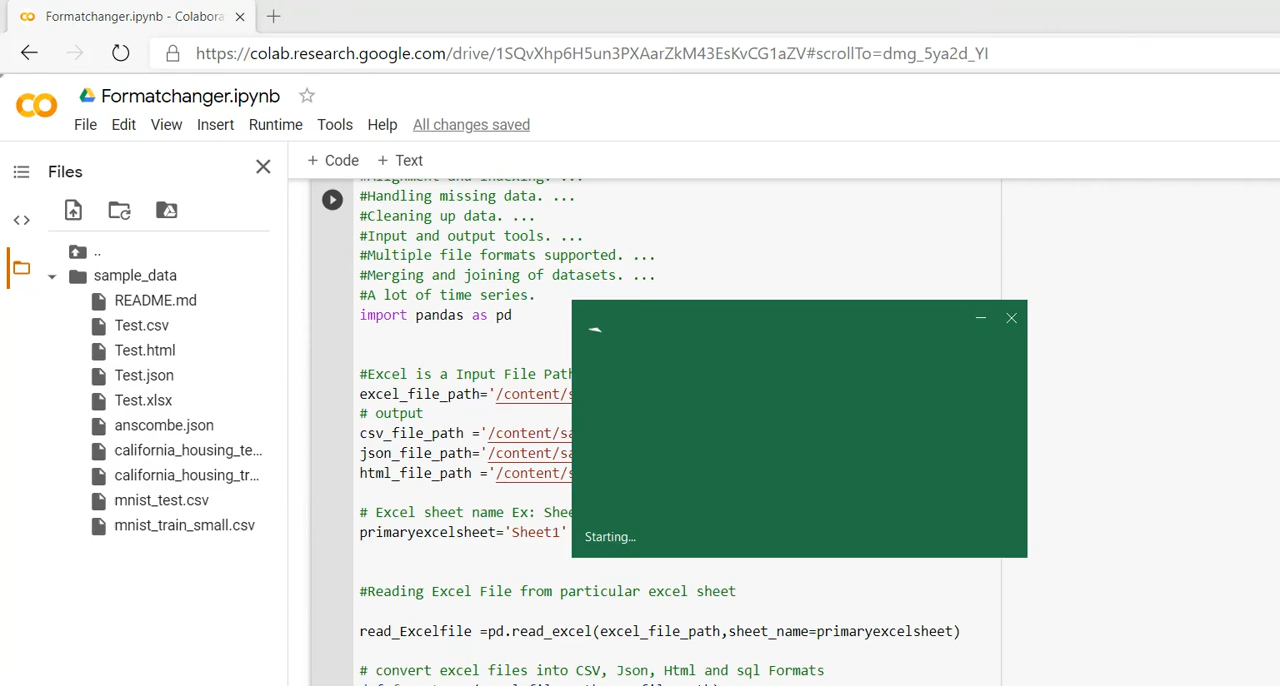 Formatchanger.ipynb - Colabora
https://colab.research.google.com/drive/1SQvXhp6H5un3PXAarZkM43EsKvCG1aZV#scrollTo=dmg_5ya2d_YI
Formatchanger.ipynb
File Edit View Insert Runtime Tools Help All changes saved
Files
+ Code + Text
..
sample_data
README.md
Test.csv
Test.html
Test.json
Test.xlsx
anscombe.json
california_housing_te...
california_housing_tr...
mnist_test.csv
mnist_train_small.csv
#Alignment and indexing. ...
#Handling missing data. ...
#Cleaning up data. ...
#Input and output tools. ...
#Multiple file formats supported. ...
#Merging and joining of datasets. ...
#A lot of time series.
import pandas as pd
#Excel is a Input File Path
excel_file_path='/content/s
# output
csv_file_path ='/content/sa
json_file_path='/content/sa
html_file_path ='/content/s
# Excel sheet name Ex: Shee
primaryexcelsheet='Sheet1'
#Reading Excel File from particular excel sheet
read_Excelfile =pd.read_excel(excel_file_path,sheet_name=primaryexcelsheet)
# convert excel files into CSV, Json, Html and sql Formats
Starting...